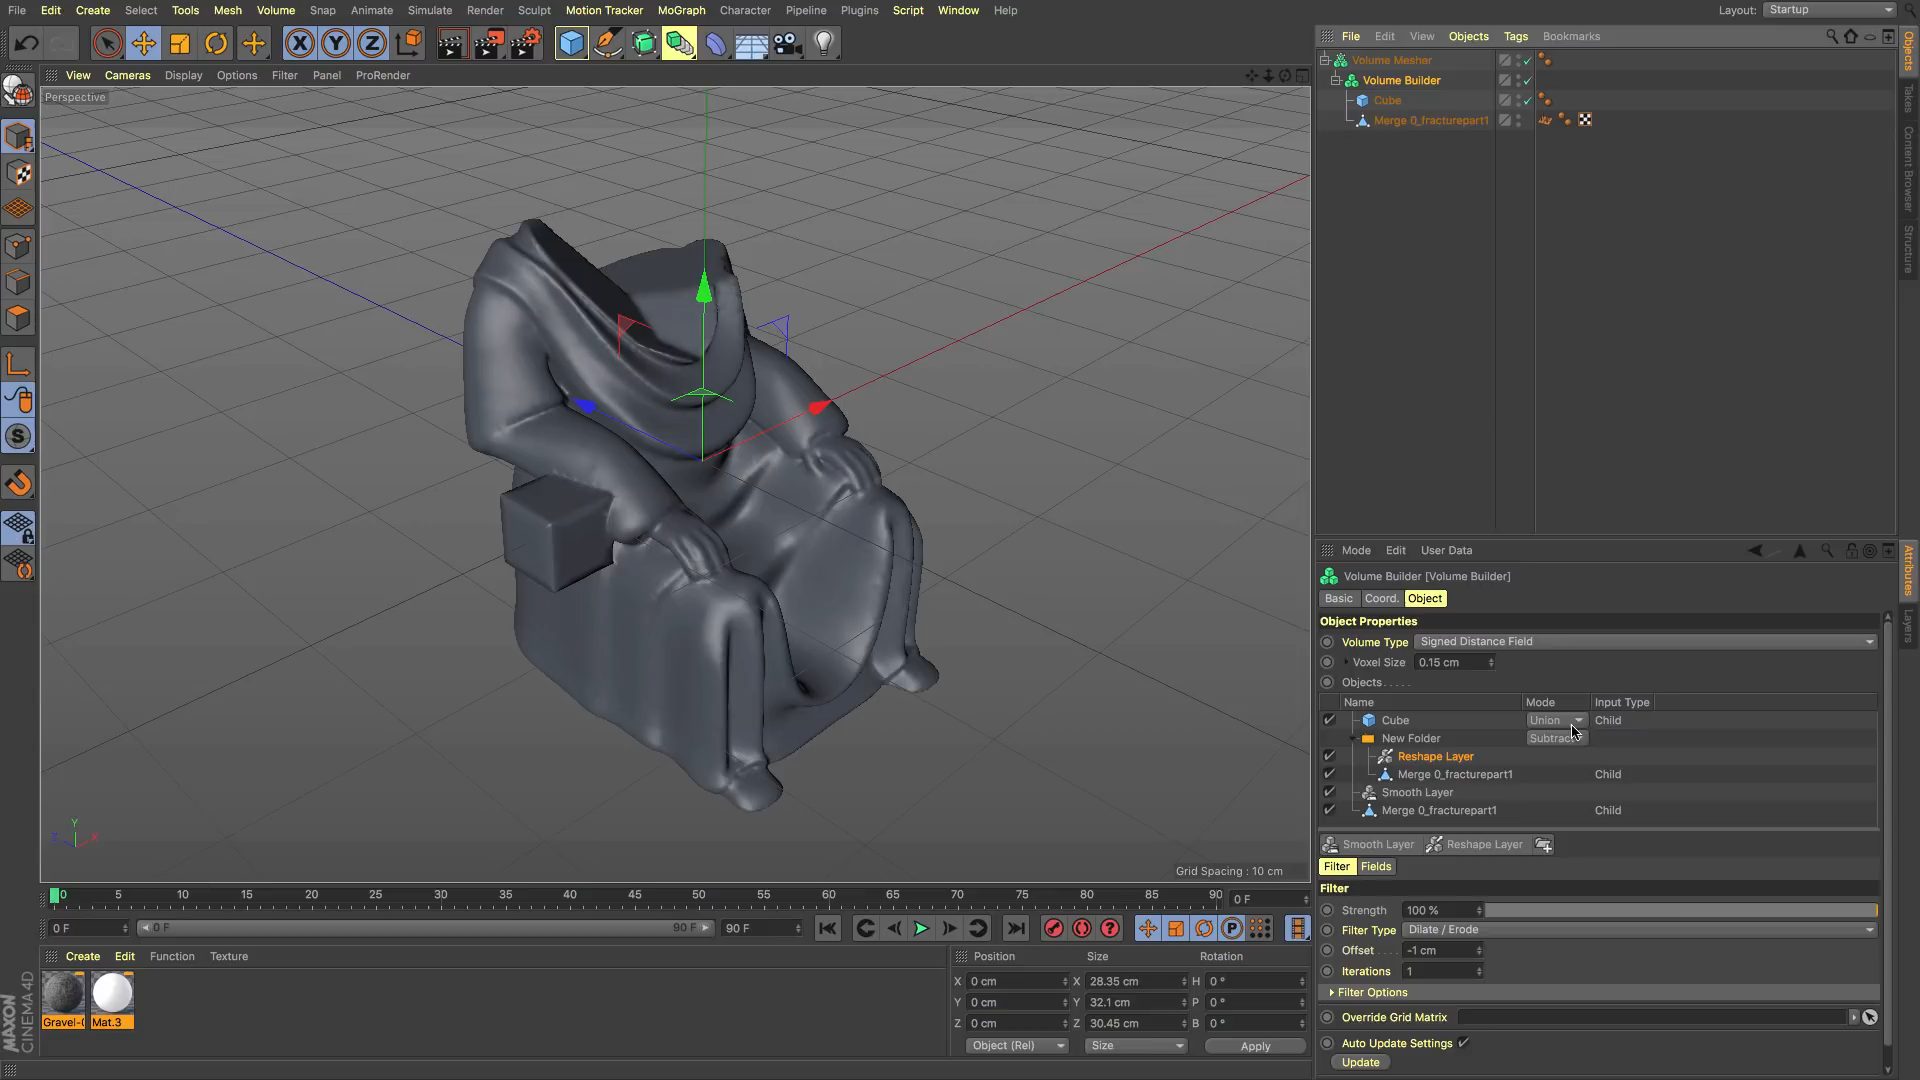 File Edit Create Select Tools Mesh Volume Snap Animate Simulate Render Sculpt Motion Tracker MoGraph Character Pipeline Plugins Script Window Help
Layout: Startup
X Y Z
File Edit View Objects Tags Bookmarks
View Cameras Display Options Filter Panel ProRender
Perspective
Volume Mesher
Volume Builder
Cube
Merge 0_fracturepart1
Objects
Takes
Content Browser
Structure
S
Y
Z X
Grid Spacing : 10 cm
Mode Edit User Data
Volume Builder [Volume Builder]
Basic Coord. Object
Object Properties
Volume Type Signed Distance Field
Voxel Size 0.15 cm
Objects . . . . .
Name Mode Input Type
Cube Union Child
New Folder Subtract
Reshape Layer
Merge 0_fracturepart1 Child
Smooth Layer
Merge 0_fracturepart1 Child
Smooth Layer Reshape Layer
Filter Fields
Filter
Strength 100 %
Filter Type Dilate / Erode
Offset . . . . -1 cm
Iterations 1
Filter Options
Override Grid Matrix
Auto Update Settings
Update
Attributes
Layers
0 5 10 15 20 25 30 35 40 45 50 55 60 65 70 75 80 85 90 0 F
0 F 0 F 90 F 90 F
P
Create Edit Function Texture
Mat.3
Position Size Rotation
X 0 cm X 28.35 cm H 0 °
Y 0 cm Y 32.1 cm P 0 °
Z 0 cm Z 30.45 cm B 0 °
Object (Rel) Size Apply
MAXON
CINEMA 4D